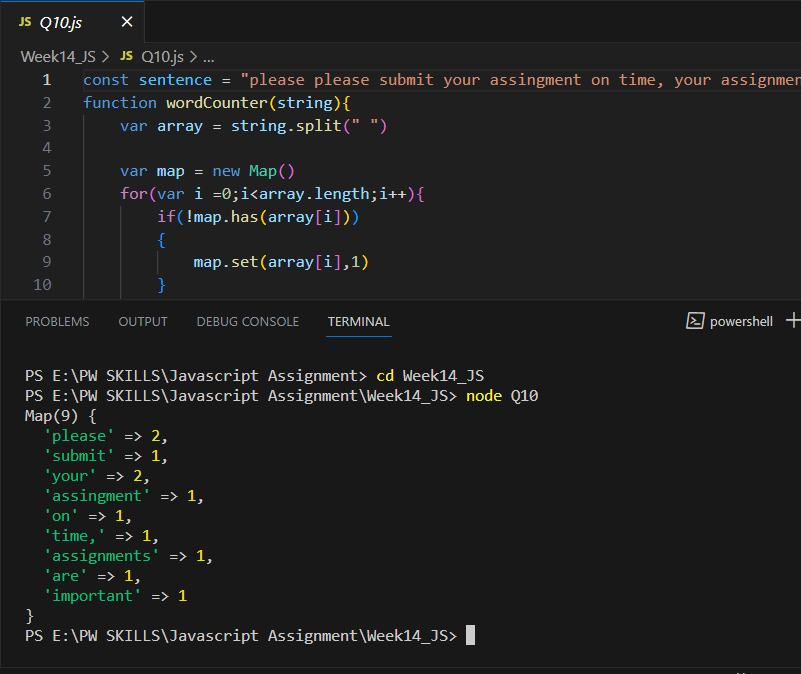 JS Q10.js ×
Week14_JS > JS Q10.js > ...
1 const sentence = "please please submit your assingment on time, your assignmen
2 function wordCounter(string){
3 var array = string.split(" ")
4
5 var map = new Map()
6 for(var i =0;i<array.length;i++){
7 if(!map.has(array[i]))
8 {
9 map.set(array[i],1)
10 }
PROBLEMS OUTPUT DEBUG CONSOLE TERMINAL powershell +
PS E:\PW SKILLS\Javascript Assignment> cd Week14_JS
PS E:\PW SKILLS\Javascript Assignment\Week14_JS> node Q10
Map(9) {
'please' => 2,
'submit' => 1,
'your' => 2,
'assingment' => 1,
'on' => 1,
'time,' => 1,
'assignments' => 1,
'are' => 1,
'important' => 1
}
PS E:\PW SKILLS\Javascript Assignment\Week14_JS>